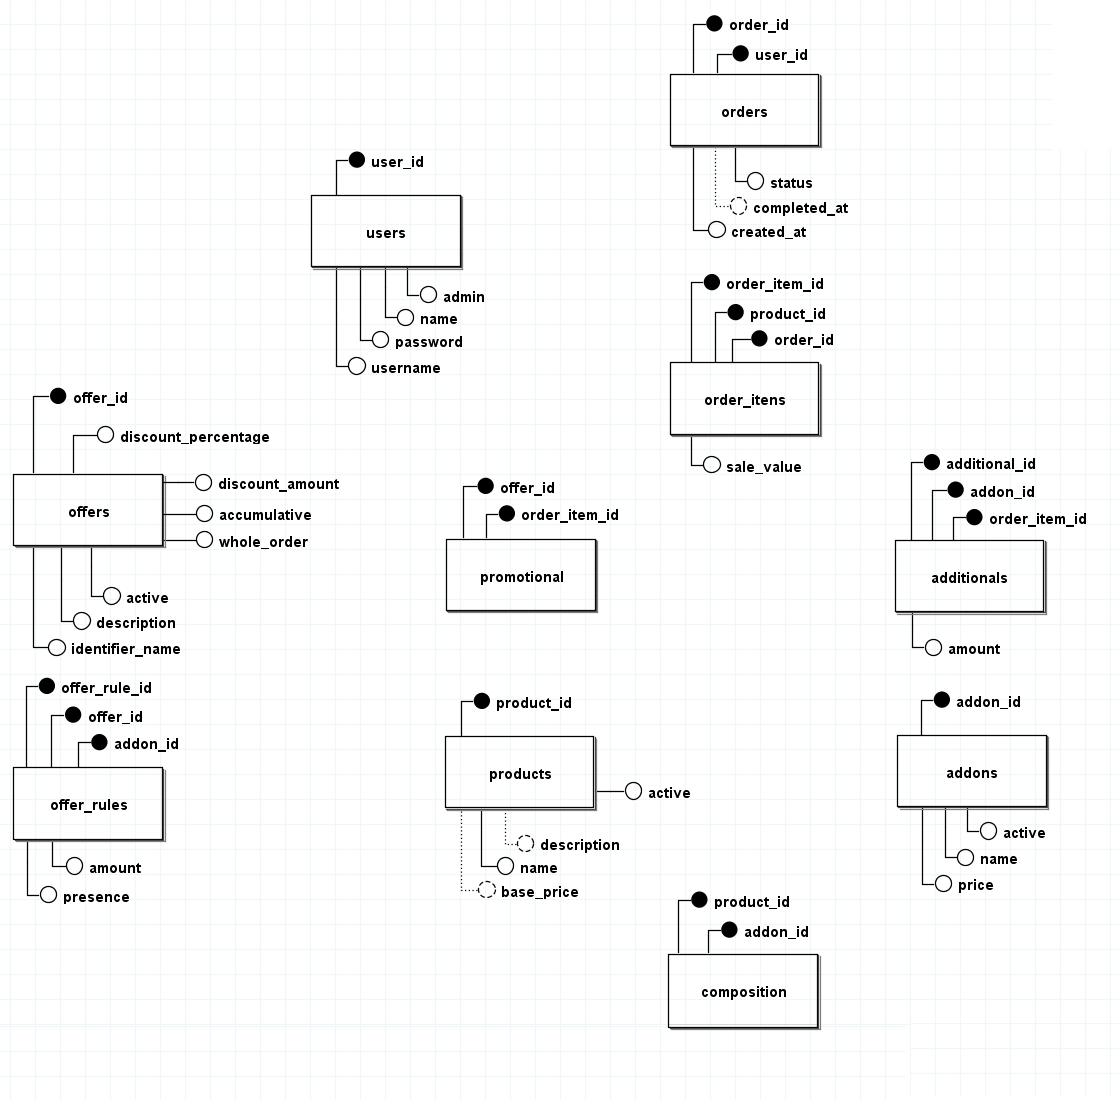 order_id
user_id
orders
status
completed_at
created_at
user_id
users
admin
name
password
username
order_item_id
product_id
order_id
order_itens
sale_value
offer_id
discount_percentage
discount_amount
offers
accumulative
whole_order
active
description
identifier_name
offer_id
order_item_id
promotional
additional_id
addon_id
order_item_id
additionals
amount
offer_rule_id
offer_id
addon_id
offer_rules
amount
presence
product_id
products
active
description
name
base_price
addon_id
addons
active
name
price
product_id
addon_id
composition